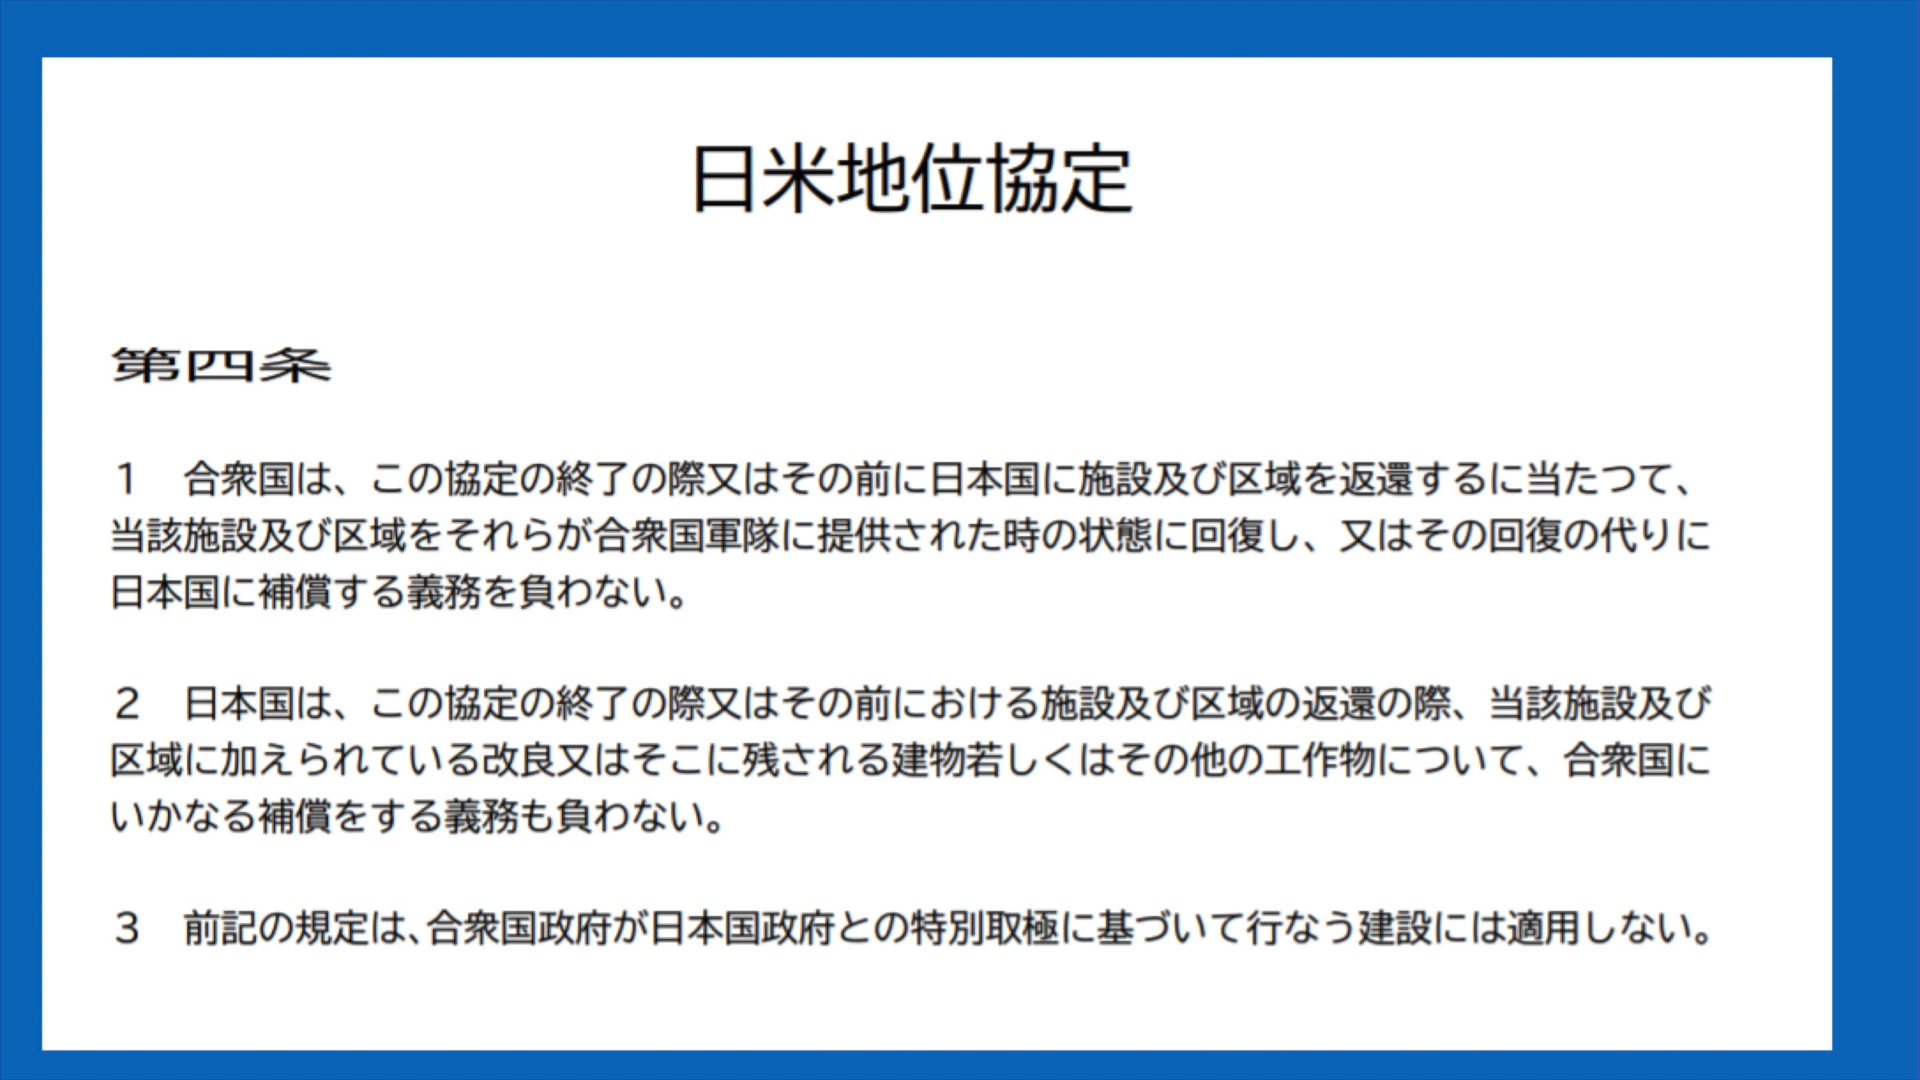 日米地位協定
第四条
１　合衆国は、この協定の終了の際又はその前に日本国に施設及び区域を返還するに当たつて、
当該施設及び区域をそれらが合衆国軍隊に提供された時の状態に回復し、又はその回復の代りに
日本国に補償する義務を負わない。
２　日本国は、この協定の終了の際又はその前における施設及び区域の返還の際、当該施設及び
区域に加えられている改良又はそこに残される建物若しくはその他の工作物について、合衆国に
いかなる補償をする義務も負わない。
３　前記の規定は、合衆国政府が日本国政府との特別取極に基づいて行なう建設には適用しない。